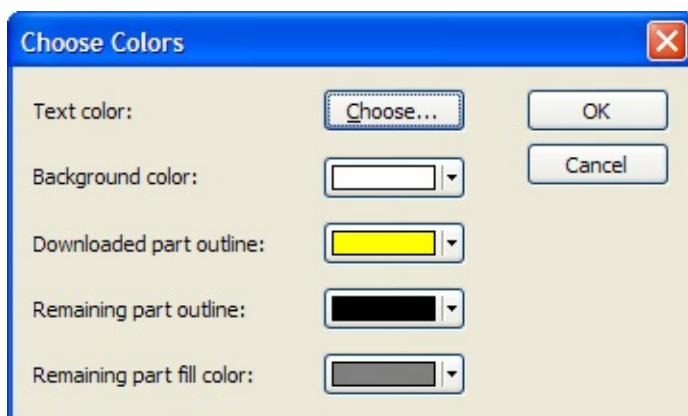 Choose Colors
Text color: Choose... OK
Background color: Cancel
Downloaded part outline:
Remaining part outline:
Remaining part fill color: